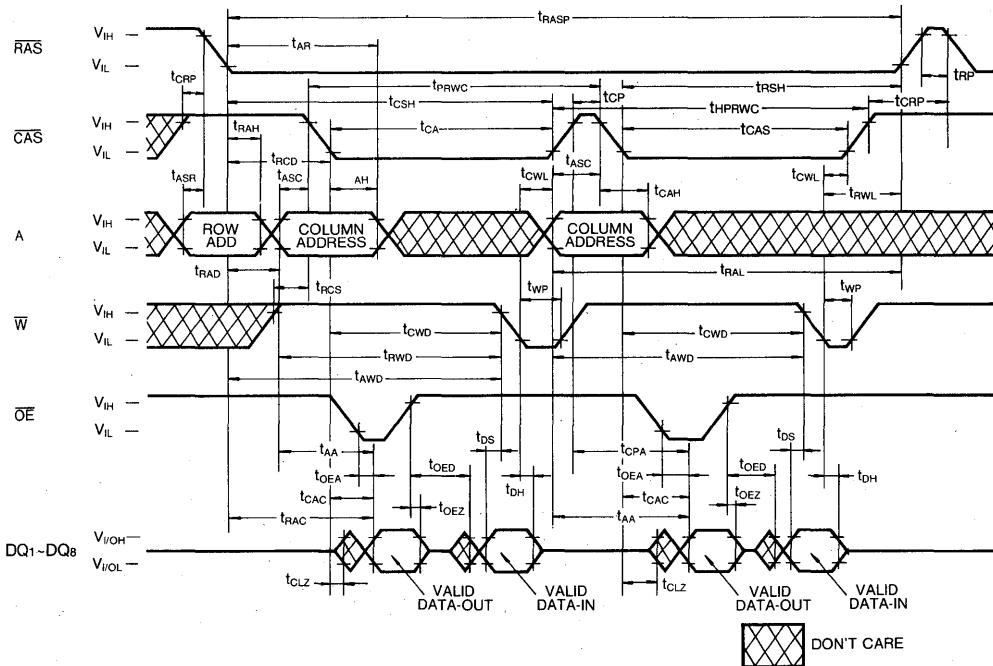 tRASP
RAS
VIH
VIL
tAR
tCRP
tRP
tPRWC
tCP
tRSH
tCSH
tHPRWC
tCRP
CAS
VIH
VIL
tRAH
tCA
tCAS
tRCD
tASR
tASC
AH
tCWL
tASC
tCAH
tCWL
tRWL
A
VIH
VIL
ROW
ADD
COLUMN
ADDRESS
COLUMN
ADDRESS
tRAD
tRAL
tRCS
tWP
tWP
W
VIH
VIL
tCWD
tCWD
tRWD
tAWD
tAWD
OE
VIH
VIL
tAA
tDS
tCPA
tDS
tOEA
tOED
tOEA
tOED
tCAC
tDH
tCAC
tDH
tOEZ
tOEZ
tRAC
tAA
DQ1~DQ8
VI/OH
VI/OL
tCLZ
VALID
DATA-OUT
VALID
DATA-IN
tCLZ
VALID
DATA-OUT
VALID
DATA-IN
DON'T CARE